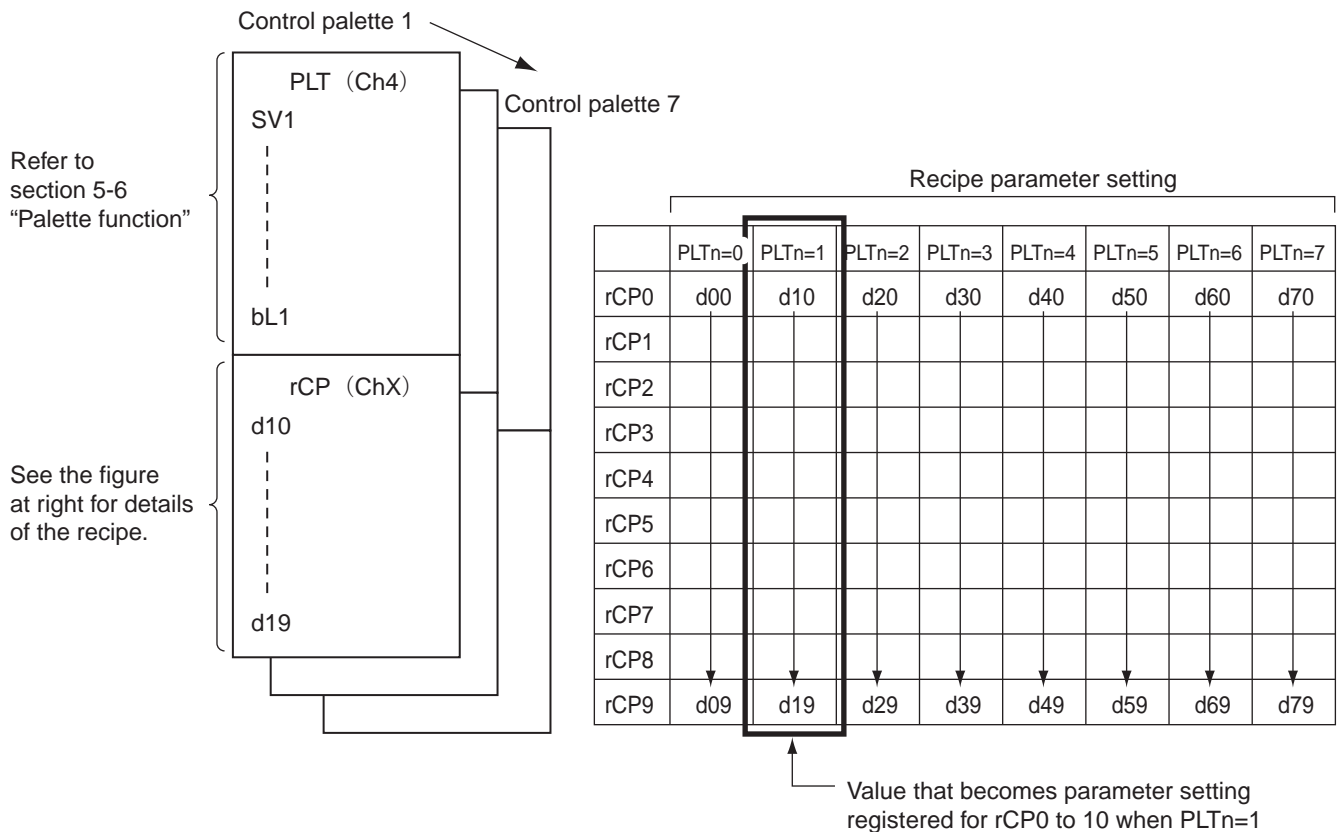 Control palette 1
Control palette 7
PLT（Ch4）
SV1
bL1
Refer to
section 5-6
“Palette function”
rCP（ChX）
d10
d19
See the figure
at right for details
of the recipe.
Recipe parameter setting
PLTn=0 PLTn=1 PLTn=2 PLTn=3 PLTn=4 PLTn=5 PLTn=6 PLTn=7
rCP0 d00 d10 d20 d30 d40 d50 d60 d70
rCP1
rCP2
rCP3
rCP4
rCP5
rCP6
rCP7
rCP8
rCP9 d09 d19 d29 d39 d49 d59 d69 d79
Value that becomes parameter setting
registered for rCP0 to 10 when PLTn=1